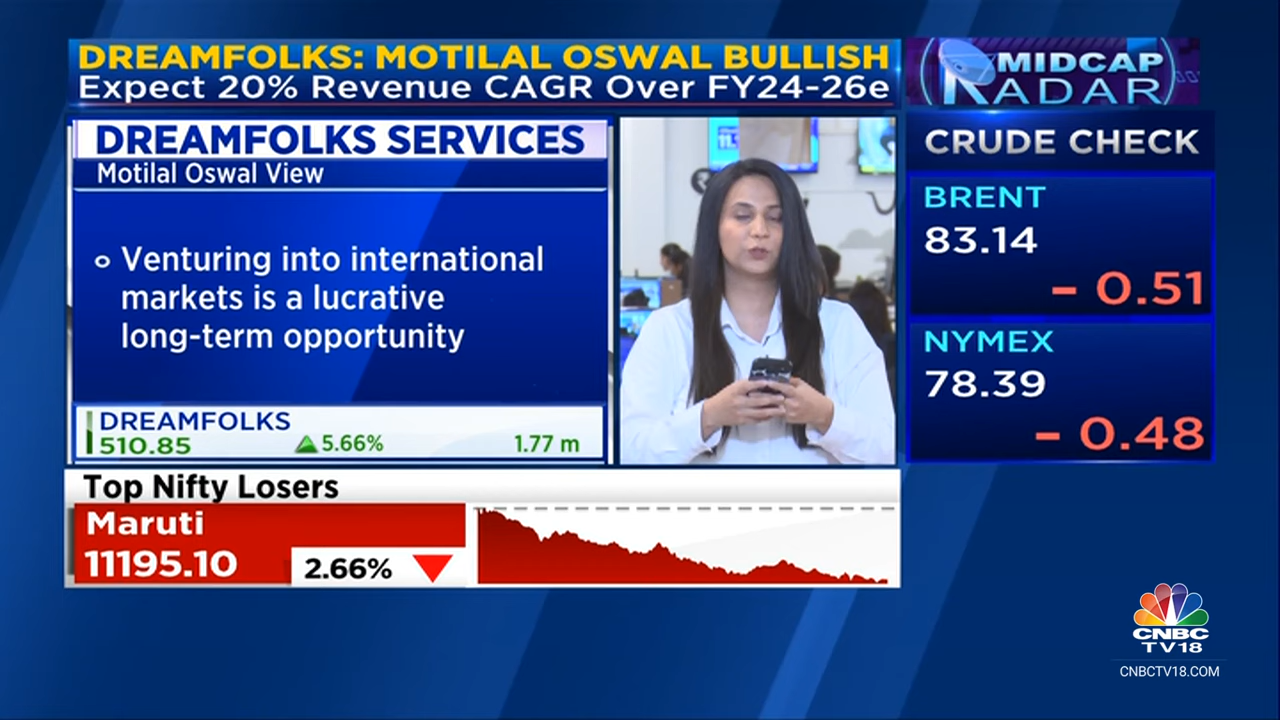 DREAMFOLKS: MOTILAL OSWAL BULLISH
Expect 20% Revenue CAGR Over FY24-26e
MIDCAP
RADAR
DREAMFOLKS SERVICES
Motilal Oswal View
Venturing into international
markets is a lucrative
long-term opportunity
DREAMFOLKS
510.85 5.66% 1.77 m
CRUDE CHECK
BRENT
83.14
- 0.51
NYMEX
78.39
- 0.48
Top Nifty Losers
Maruti
11195.10 2.66%
CNBC
TV18
CNBCTV18.COM